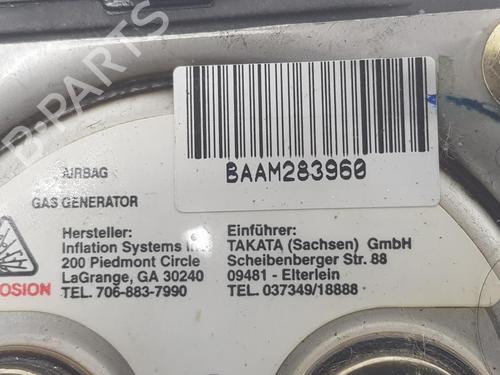 B-PARTS
BAAM283960
AIRBAG
GAS GENERATOR
Hersteller:
Inflation Systems
200 Piedmont Circle
LaGrange, GA 30240
TEL. 706-883-7990
Einführer:
TAKATA (Sachsen) GmbH
Scheibenberger Str. 88
09481 - Elterlein
TEL. 037349/18888